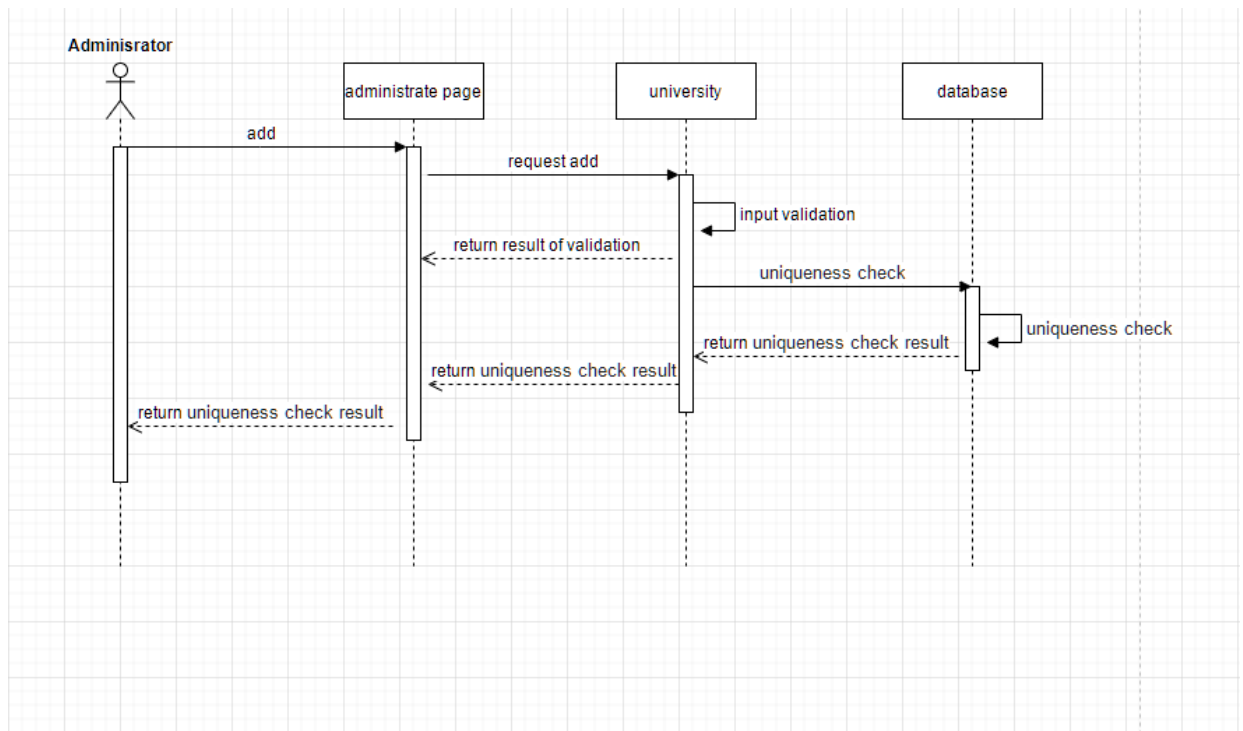 Adminisrator
administrate page
university
database
add
request add
input validation
return result of validation
uniqueness check
uniqueness check
return uniqueness check result
return uniqueness check result
return uniqueness check result